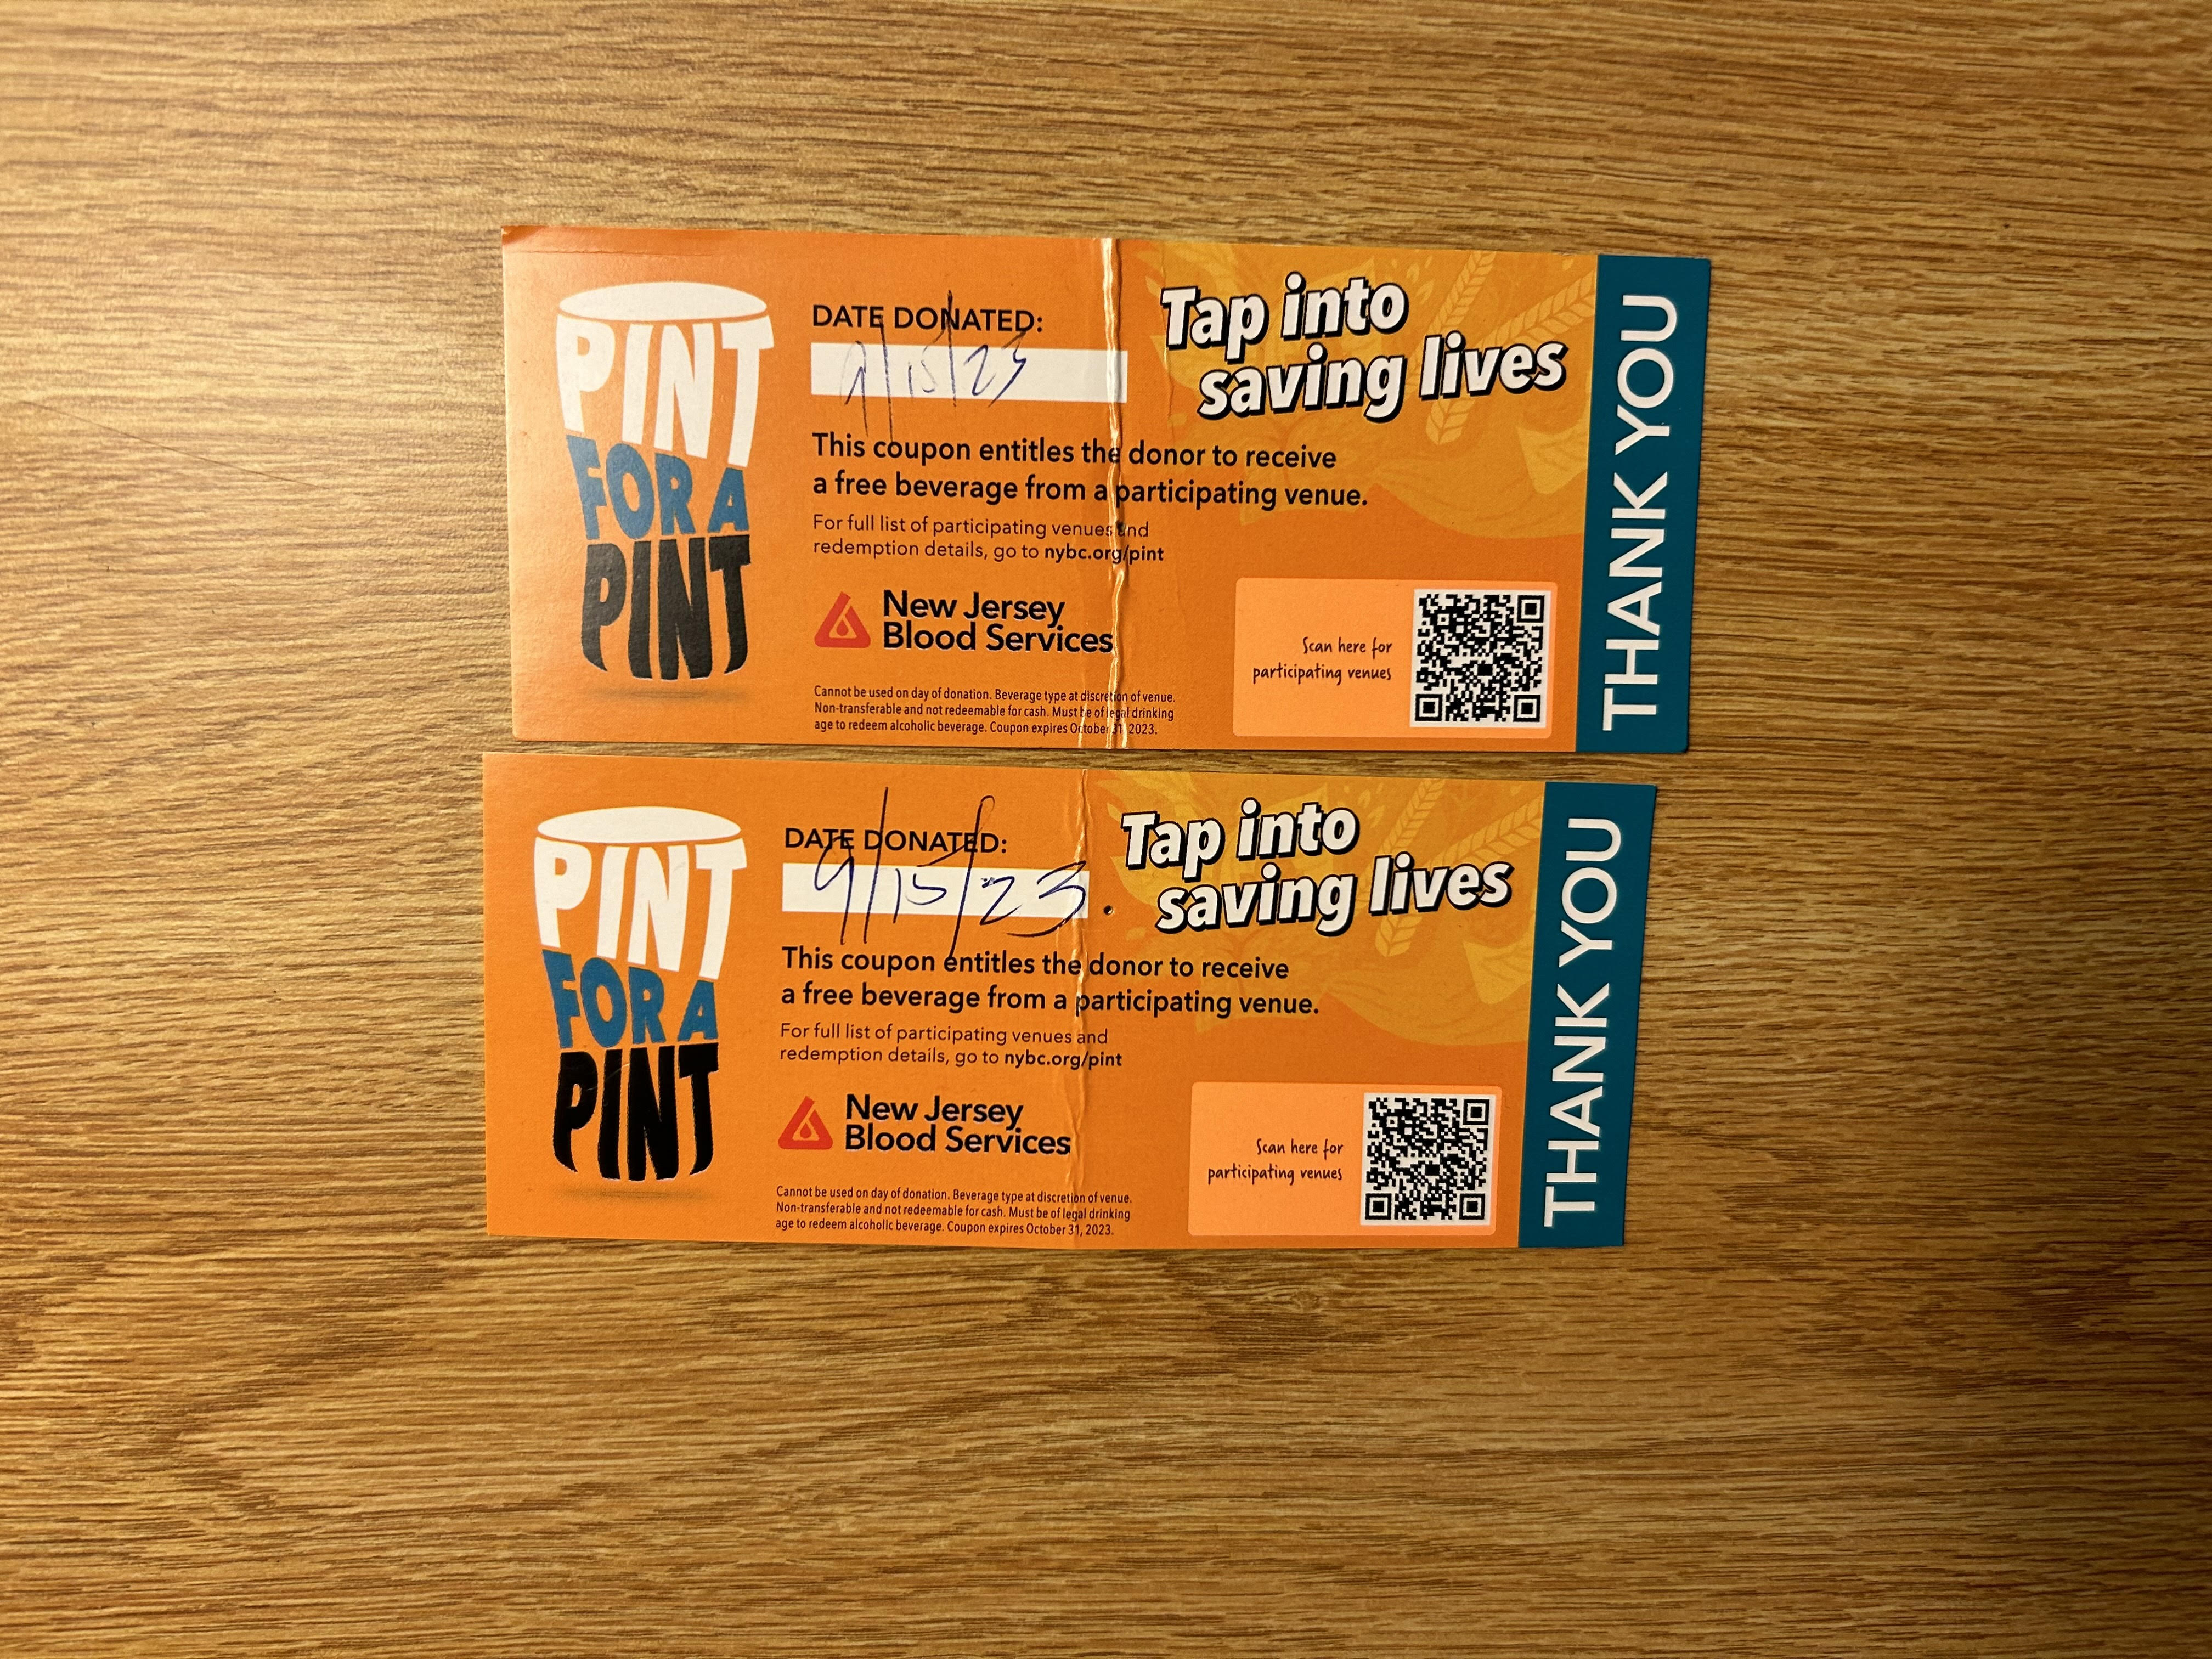 PINT
FOR A
PINT
DATE DONATED:
9/15/23
This coupon entitles the donor to receive
a free beverage from a participating venue.
For full list of participating venues and
redemption details, go to nybc.org/pint
New Jersey
Blood Services
Cannot be used on day of donation. Beverage type at discretion of venue.
Non-transferable and not redeemable for cash. Must be of legal drinking
age to redeem alcoholic beverage. Coupon expires October 31, 2023.
Tap into
saving lives
Scan here for
participating venues
THANK YOU
PINT
FOR A
PINT
DATE DONATED:
9/15/23
This coupon entitles the donor to receive
a free beverage from a participating venue.
For full list of participating venues and
redemption details, go to nybc.org/pint
New Jersey
Blood Services
Cannot be used on day of donation. Beverage type at discretion of venue.
Non-transferable and not redeemable for cash. Must be of legal drinking
age to redeem alcoholic beverage. Coupon expires October 31, 2023.
Tap into
saving lives
Scan here for
participating venues
THANK YOU